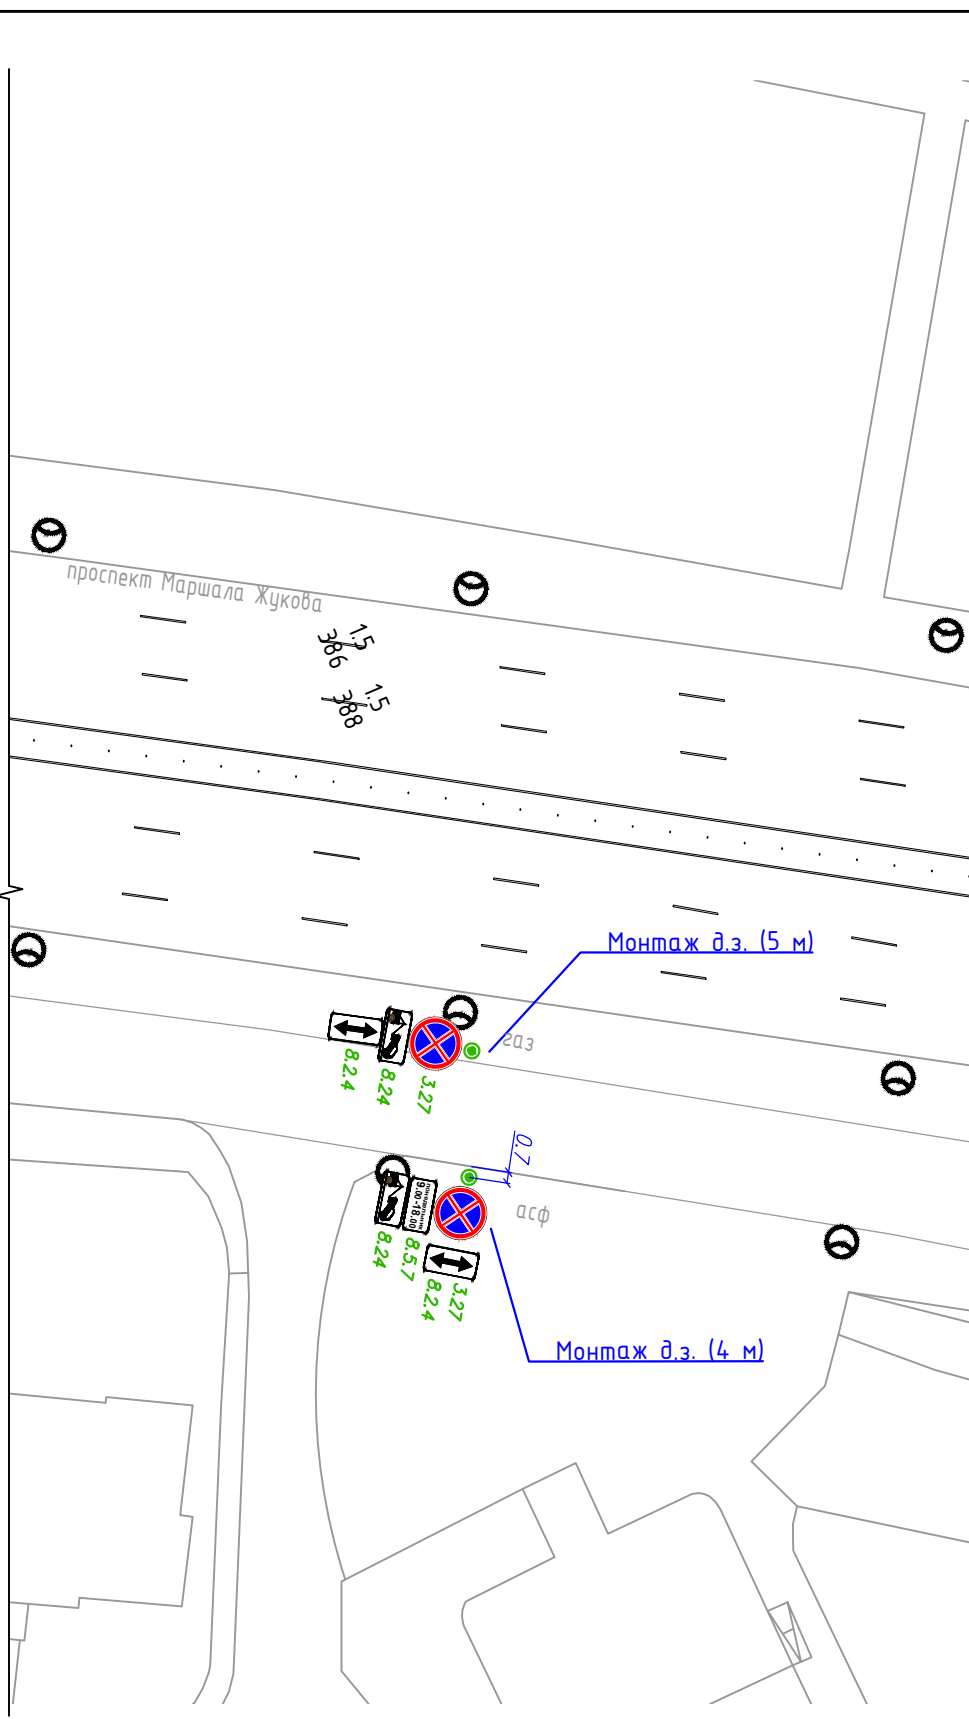 проспект Маршала Жукова
1.5
386
1.5
388
Монтаж д.з. (5 м)
газ
8.2.4
8.24
3.27
0.7
понедельник
9.00-18.00
асф
8.24
8.5.7
8.2.4
3.27
Монтаж д.з. (4 м)